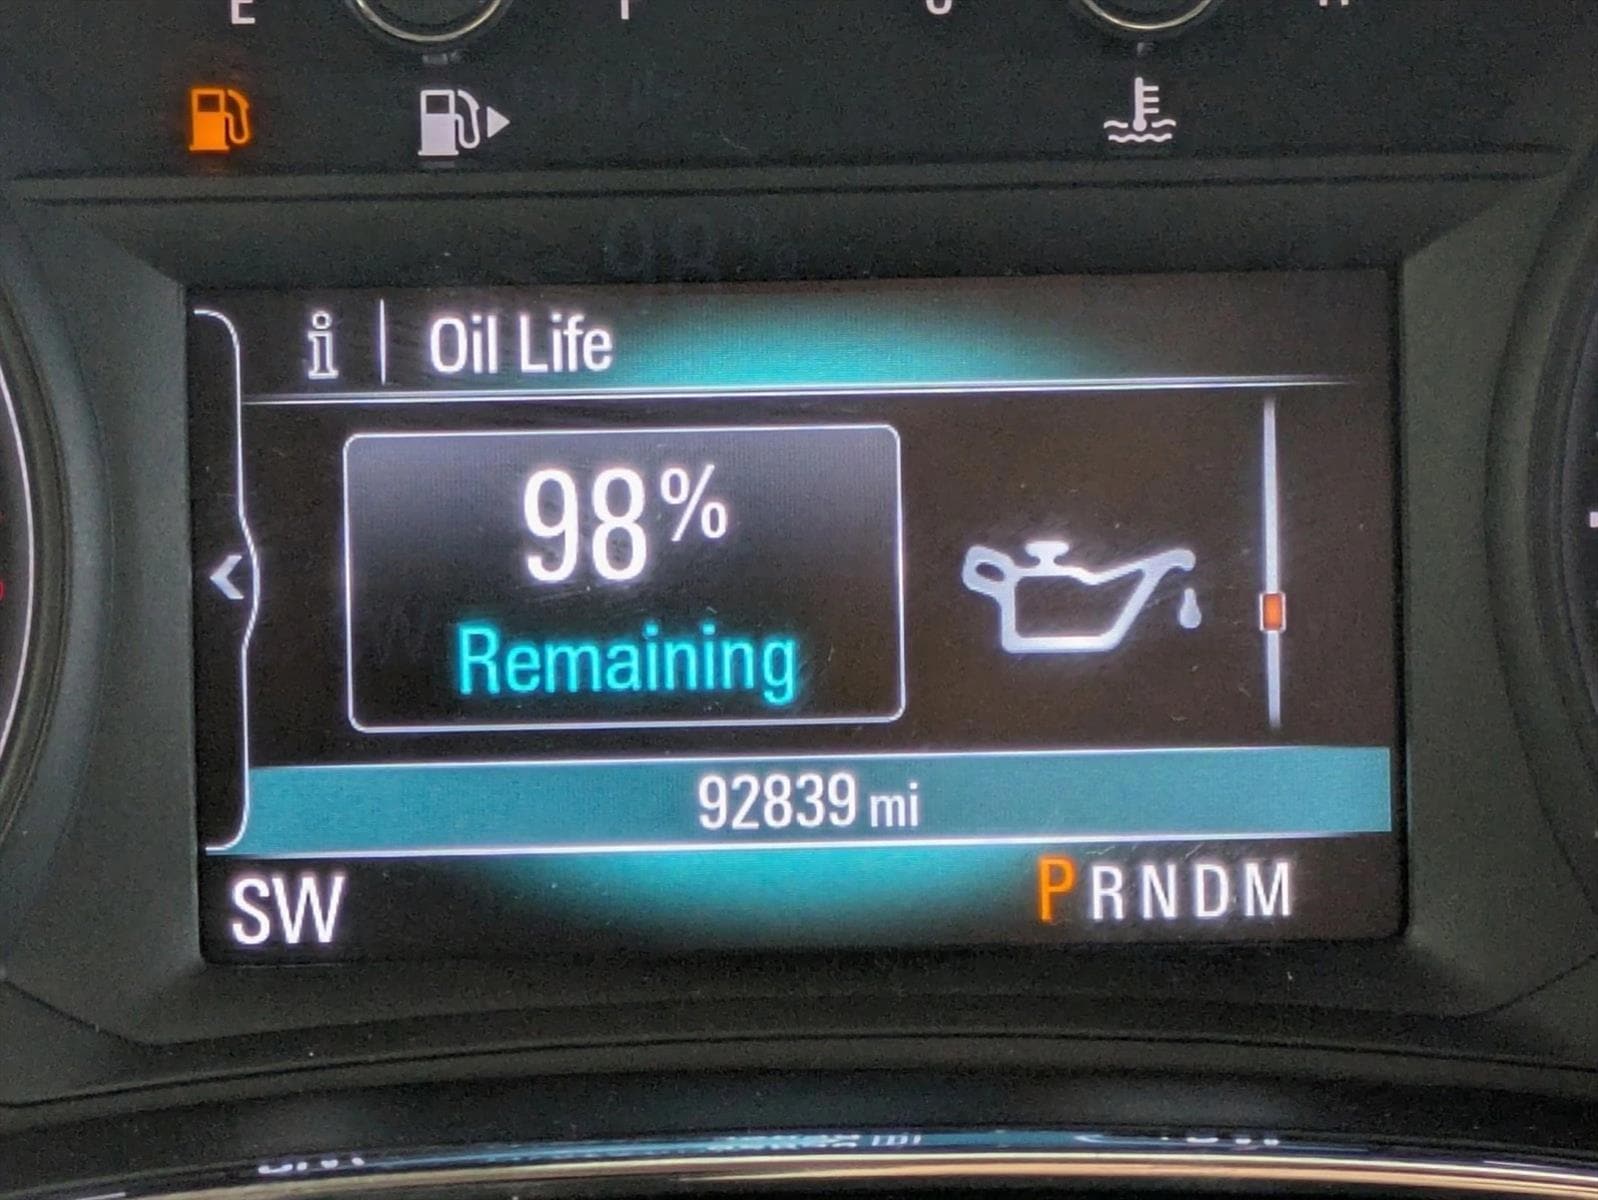 E
Oil Life
98%
Remaining
92839 mi
SW
PRNDM